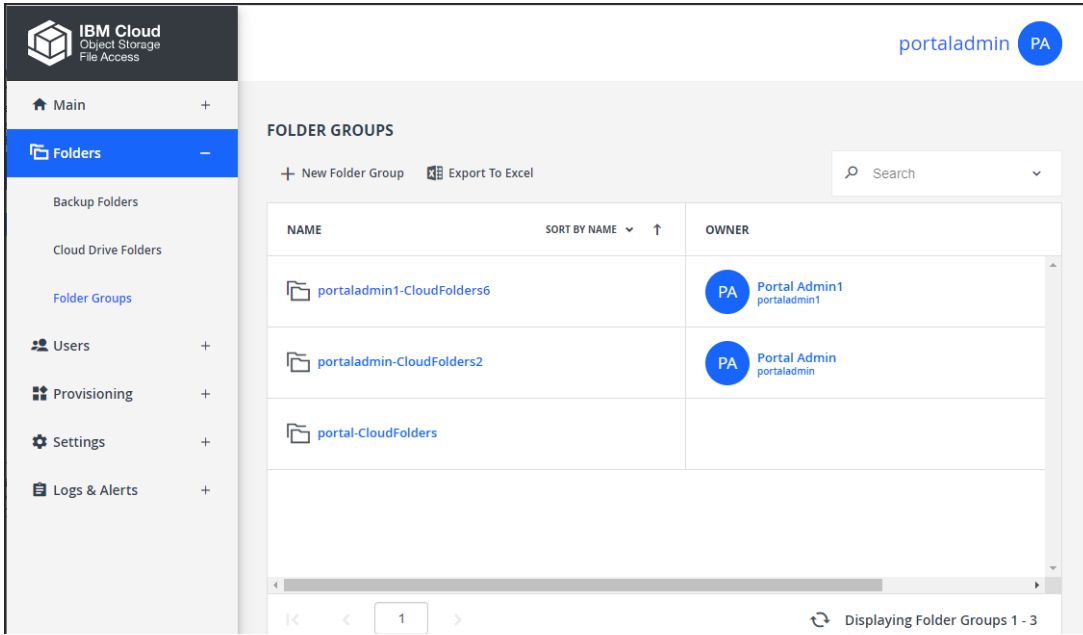 IBM Cloud
Object Storage
File Access
portaladmin PA
Main +
Folders −
Backup Folders
Cloud Drive Folders
Folder Groups
Users +
Provisioning +
Settings +
Logs & Alerts +
FOLDER GROUPS
+ New Folder Group Export To Excel Search
NAME SORT BY NAME ↑ OWNER
portaladmin1-CloudFolders6 PA Portal Admin1
portaladmin1
portaladmin-CloudFolders2 PA Portal Admin
portaladmin
portal-CloudFolders
1 Displaying Folder Groups 1 - 3